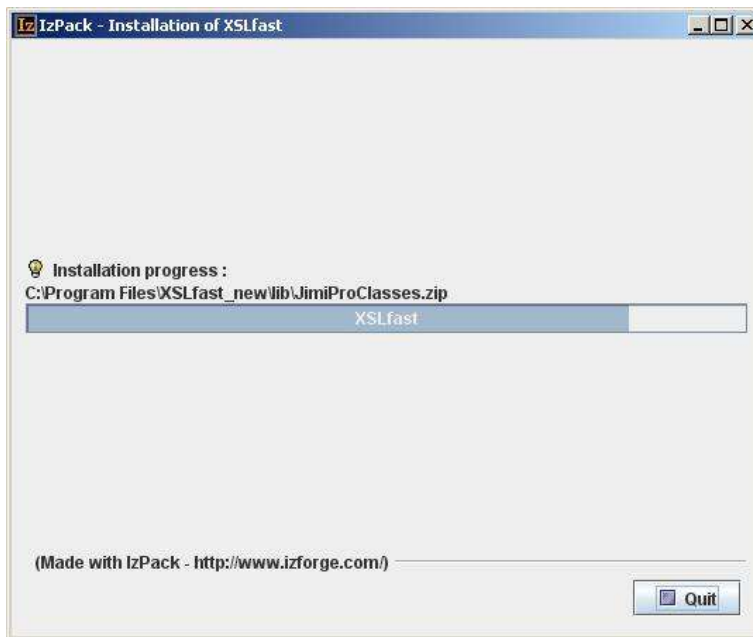 Iz IzPack - Installation of XSLfast
Installation progress :
C:\Program Files\XSLfast_new\lib\JimiProClasses.zip
XSLfast
(Made with IzPack - http://www.izforge.com/)
Quit